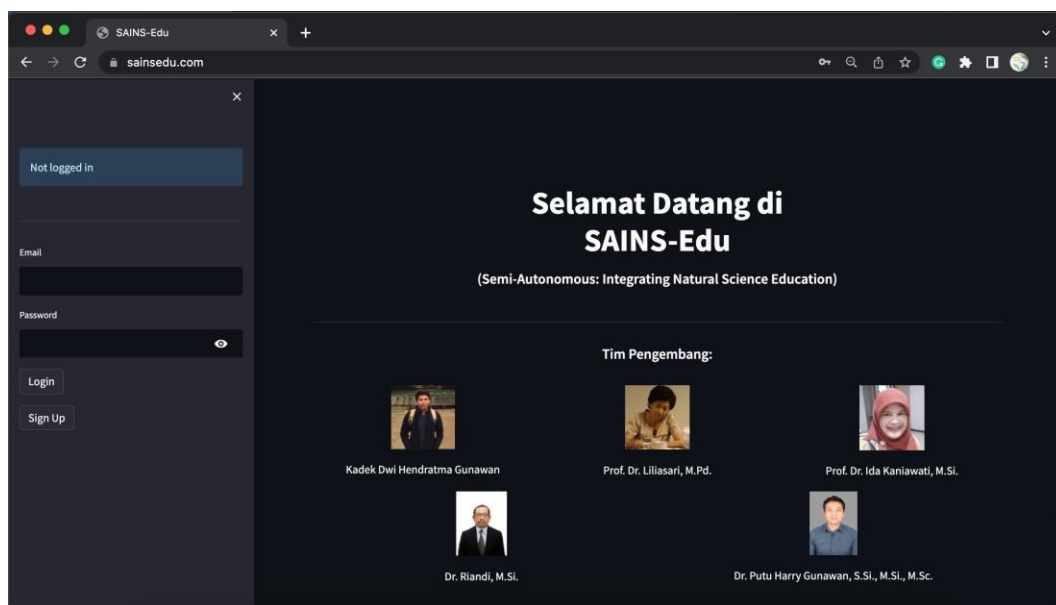 SAINS-Edu
sainsedu.com
Not logged in
Email
Password
Login
Sign Up
Selamat Datang di
SAINS-Edu
(Semi-Autonomous: Integrating Natural Science Education)
Tim Pengembang:
Kadek Dwi Hendratma Gunawan
Prof. Dr. Liliasari, M.Pd.
Prof. Dr. Ida Kaniawati, M.Si.
Dr. Riandi, M.Si.
Dr. Putu Harry Gunawan, S.Si., M.Si., M.Sc.